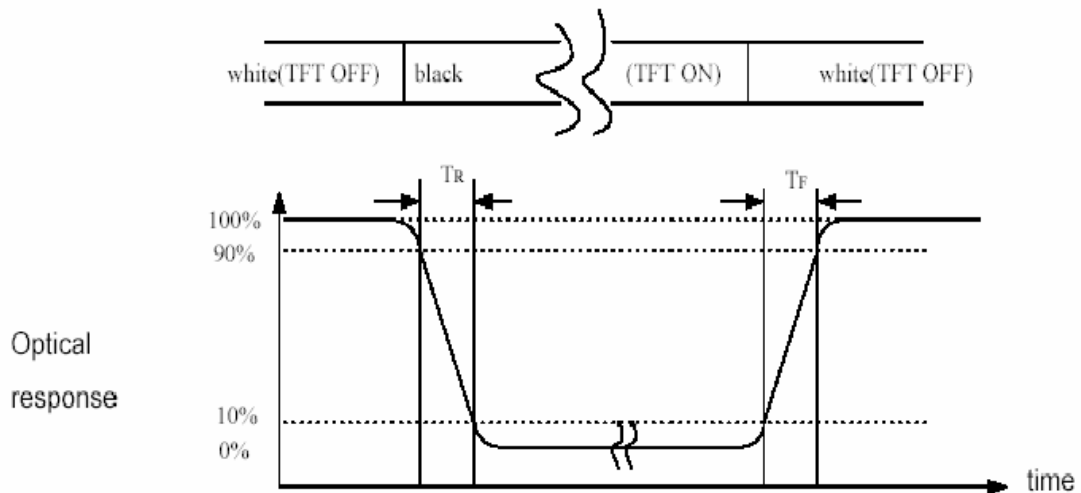 white(TFT OFF) black (TFT ON) white(TFT OFF)
TR TF
100%
90%
Optical
response
10%
0%
time